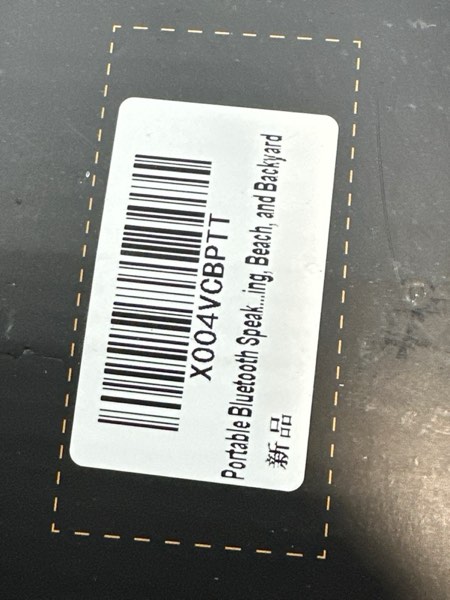 X004VCBPTT
Portable Bluetooth Speak...ing, Beach, and Backyard
新品